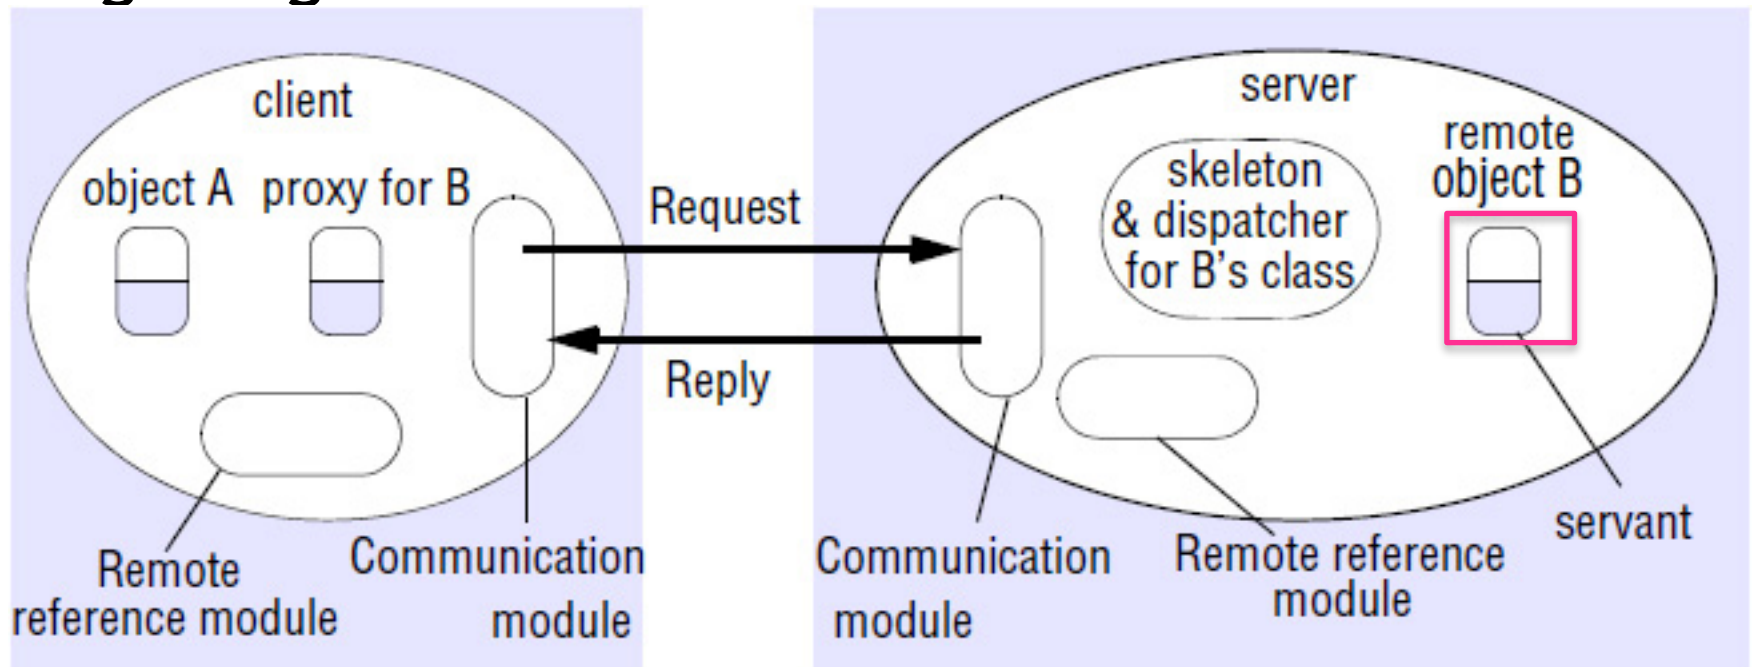 client
object A proxy for B
Remote
reference module
Communication
module
Request
Reply
server
skeleton
& dispatcher
for B's class
remote
object B
servant
Communication
module
Remote reference
module